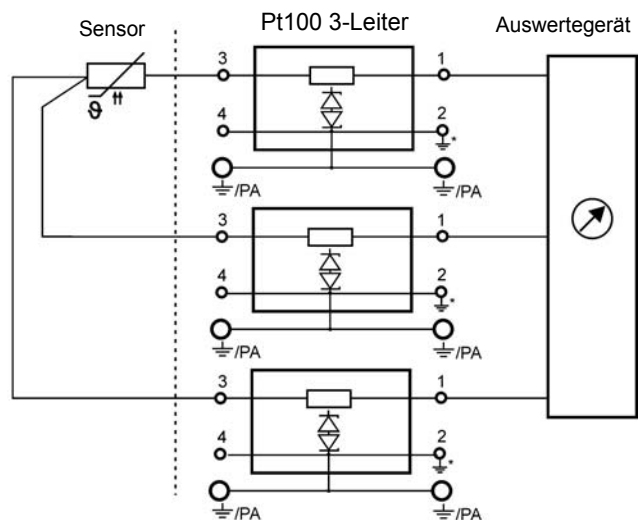 Sensor
Pt100 3-Leiter
Auswertegerät
3 1
ϑ
4 2
*
/PA /PA
3 1
4 2
*
/PA /PA
3 1
4 2
*
/PA /PA